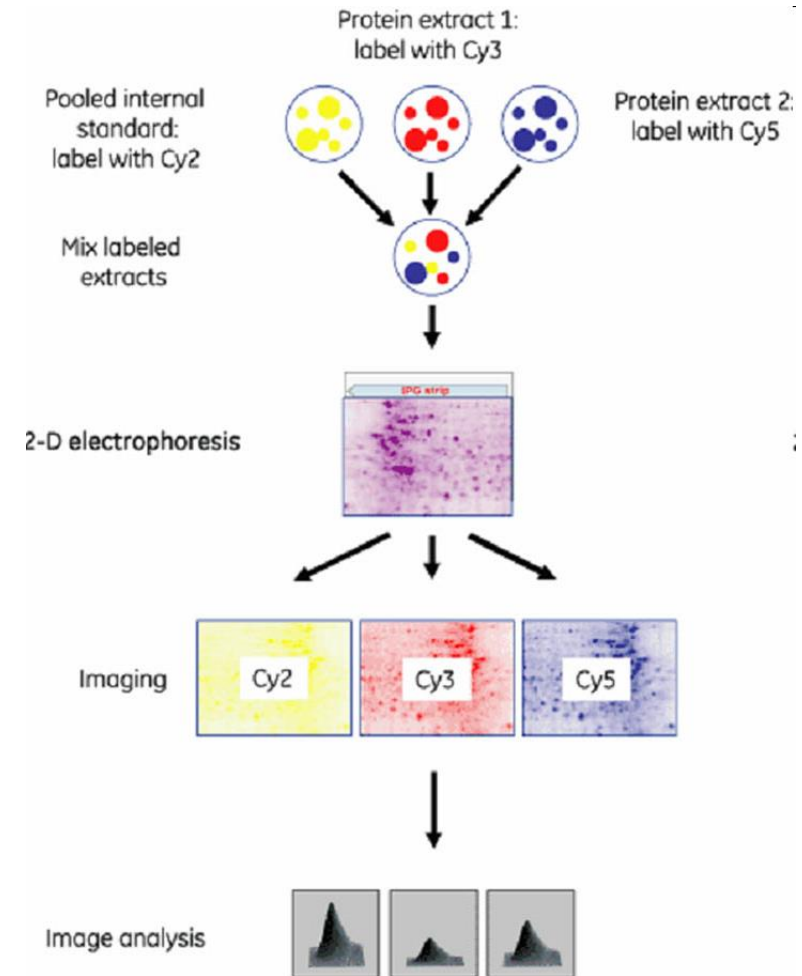 Protein extract 1:
label with Cy3
Pooled internal
standard:
label with Cy2
Protein extract 2:
label with Cy5
Mix labeled
extracts
IPG strip
2-D electrophoresis
Imaging
Cy2
Cy3
Cy5
Image analysis